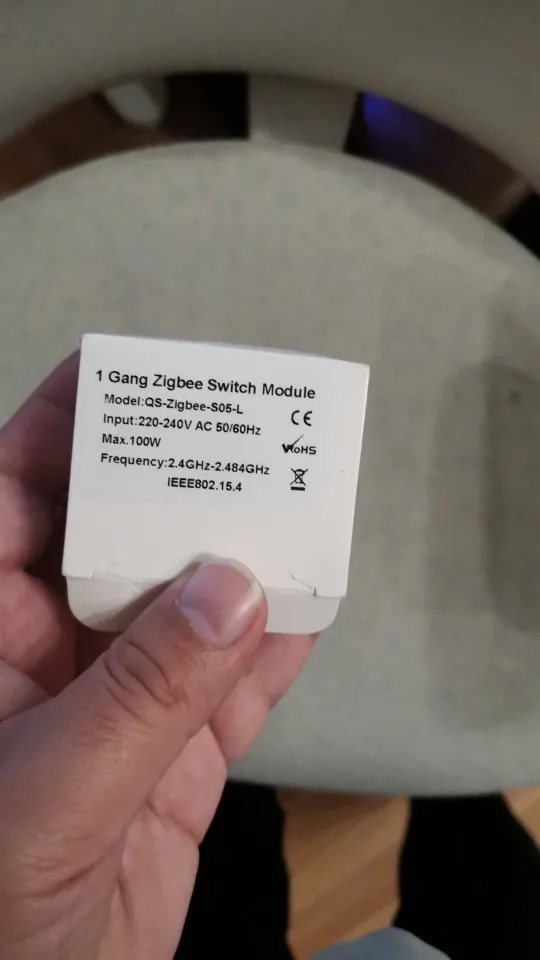 1 Gang Zigbee Switch Module
Model:QS-Zigbee-S05-L
Input:220-240V AC 50/60Hz
Max.100W
Frequency:2.4GHz-2.484GHz
IEEE802.15.4
CE
RoHS